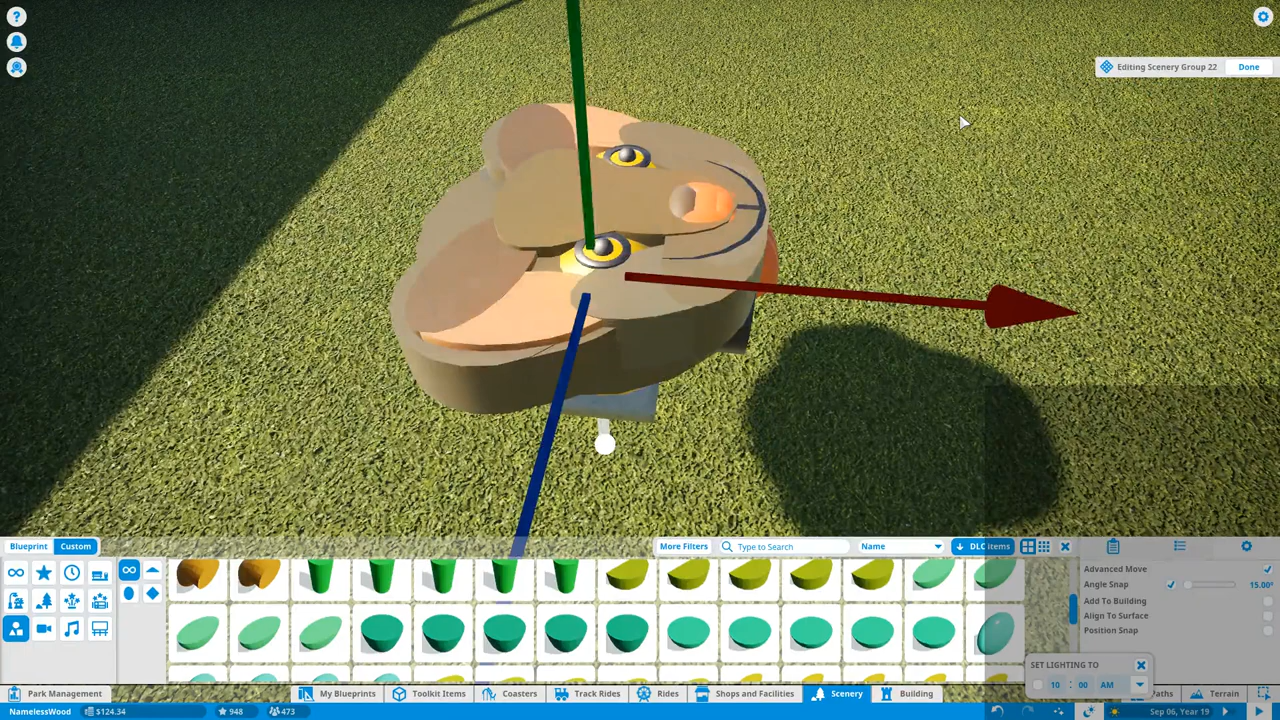 ?
Editing Scenery Group 22 Done
Blueprint Custom More Filters Type to Search Name DLC items
Advanced Move
Angle Snap 15.00°
Add To Building
Align To Surface
Position Snap
SET LIGHTING TO
10 : 00 AM
Park Management My Blueprints Toolkit Items Coasters Track Rides Rides Shops and Facilities Scenery Building Paths Terrain
NamelessWood $124.34 948 473 Sep 06, Year 19